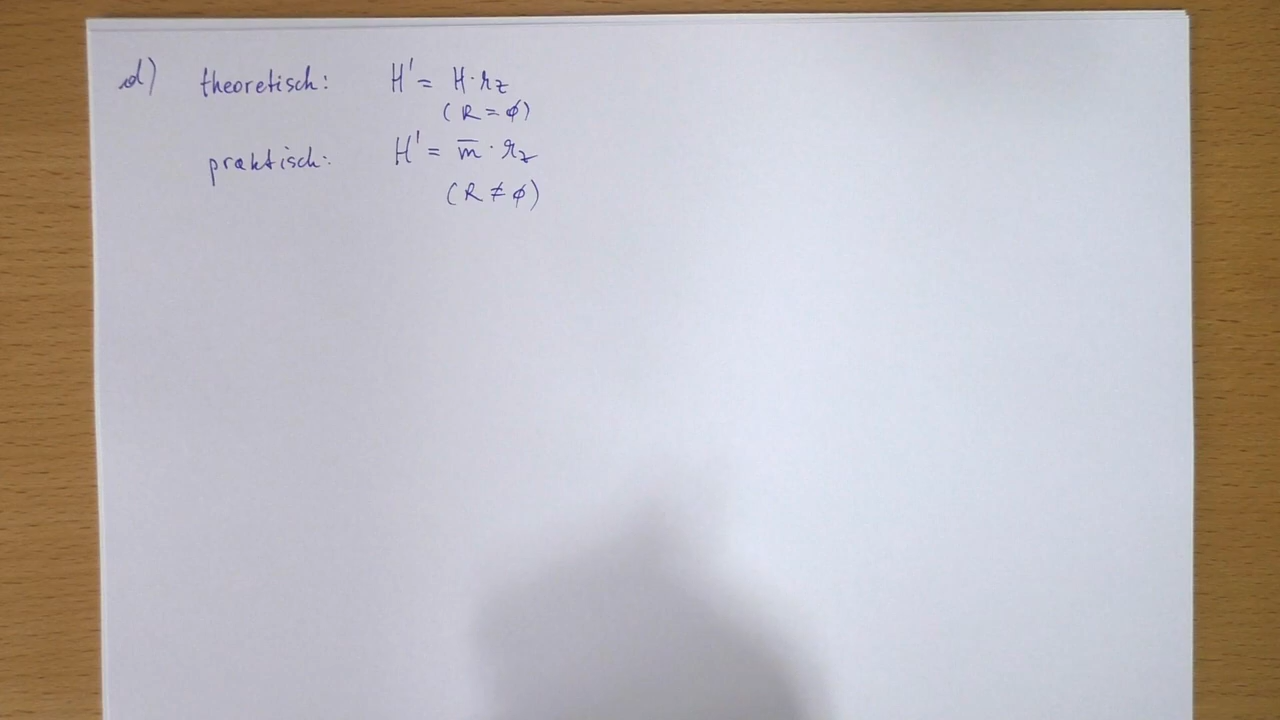 d) theoretisch: H' = H · r_z
(R = ϕ)
praktisch: H' = m̅ · r_z
(R ≠ ϕ)